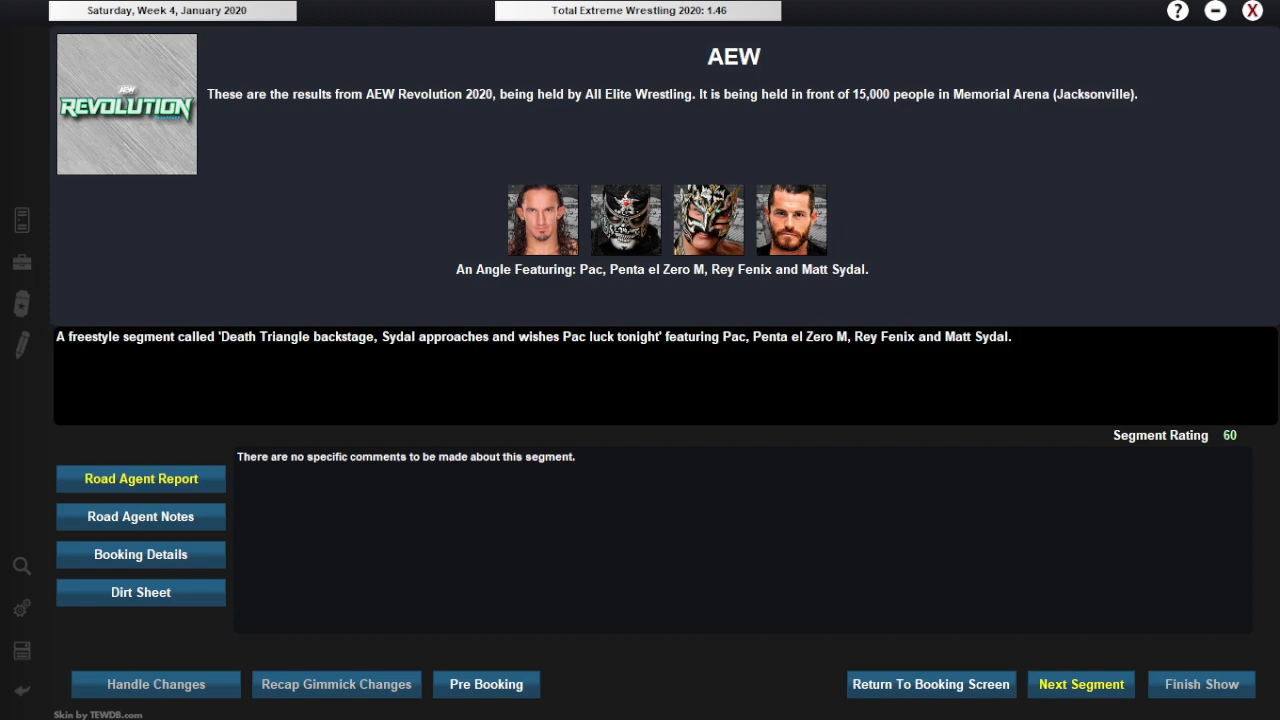 Saturday, Week 4, January 2020
Total Extreme Wrestling 2020: 1.46
?
AEW
AEW
REVOLUTION
These are the results from AEW Revolution 2020, being held by All Elite Wrestling. It is being held in front of 15,000 people in Memorial Arena (Jacksonville).
An Angle Featuring: Pac, Penta el Zero M, Rey Fenix and Matt Sydal.
A freestyle segment called 'Death Triangle backstage, Sydal approaches and wishes Pac luck tonight' featuring Pac, Penta el Zero M, Rey Fenix and Matt Sydal.
Segment Rating 60
There are no specific comments to be made about this segment.
Road Agent Report
Road Agent Notes
Booking Details
Dirt Sheet
Handle Changes
Recap Gimmick Changes
Pre Booking
Return To Booking Screen
Next Segment
Finish Show
Skin by TEWDB.com